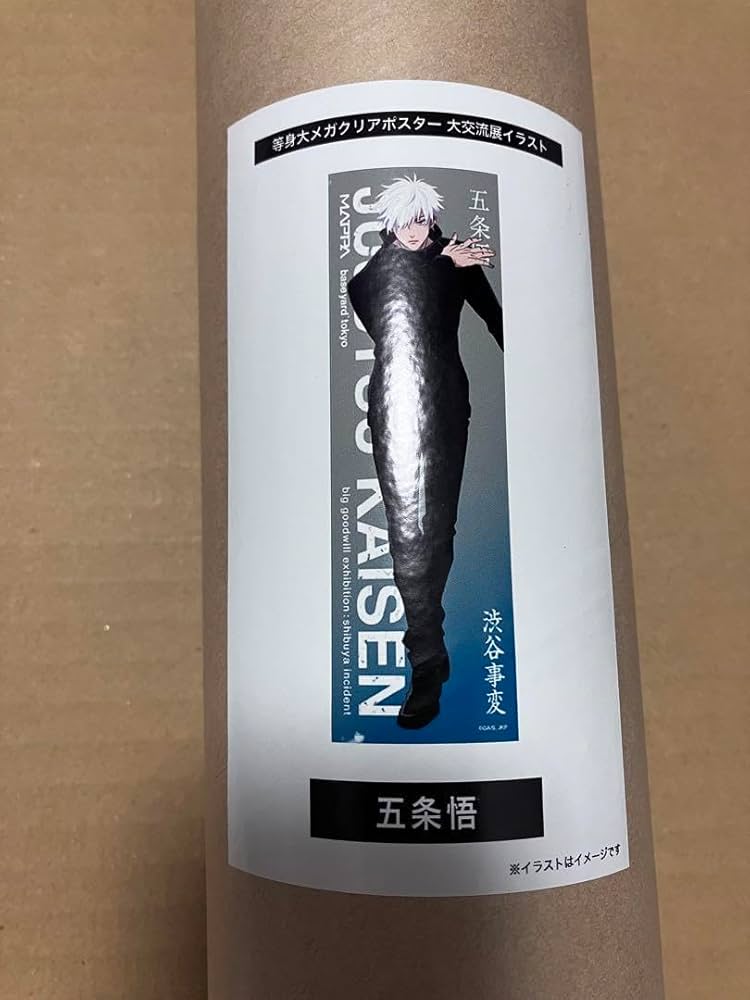 等身大メガクリアポスター 大交流展イラスト
五条
MAPPA
baseyard tokyo
KAISEN
big goodwill exhibition : shibuya incident
渋谷事変
五条悟
※イラストはイメージです